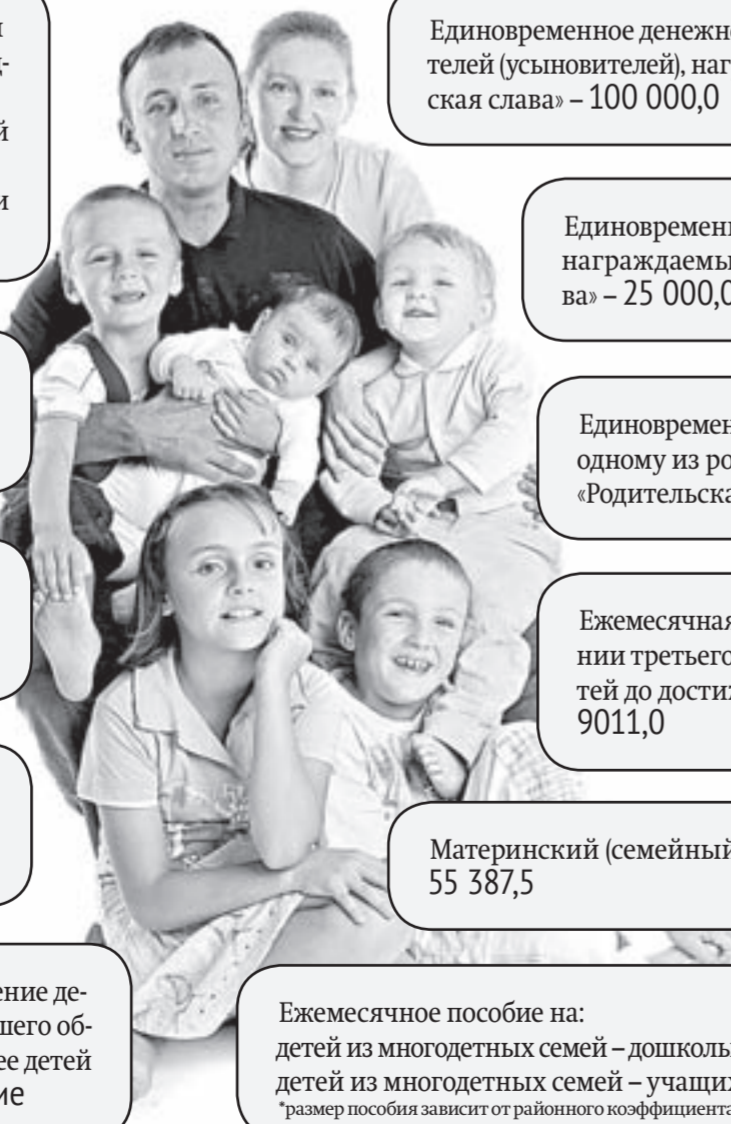 й
Единовременное денежн
телей (усыновителей), наг
ская слава» – 100 000,0
Единовремен
награждаемы
ва» – 25 000,0
Единовремен
одному из ро
«Родительска
Ежемесячная
нии третьего
тей до дости
9011,0
Материнский (семейный
55 387,5
ение де-
шего об-
ее детей
ие
Ежемесячное пособие на:
детей из многодетных семей – дошколь
детей из многодетных семей – учащи
*размер пособия зависит от районного коэффициента